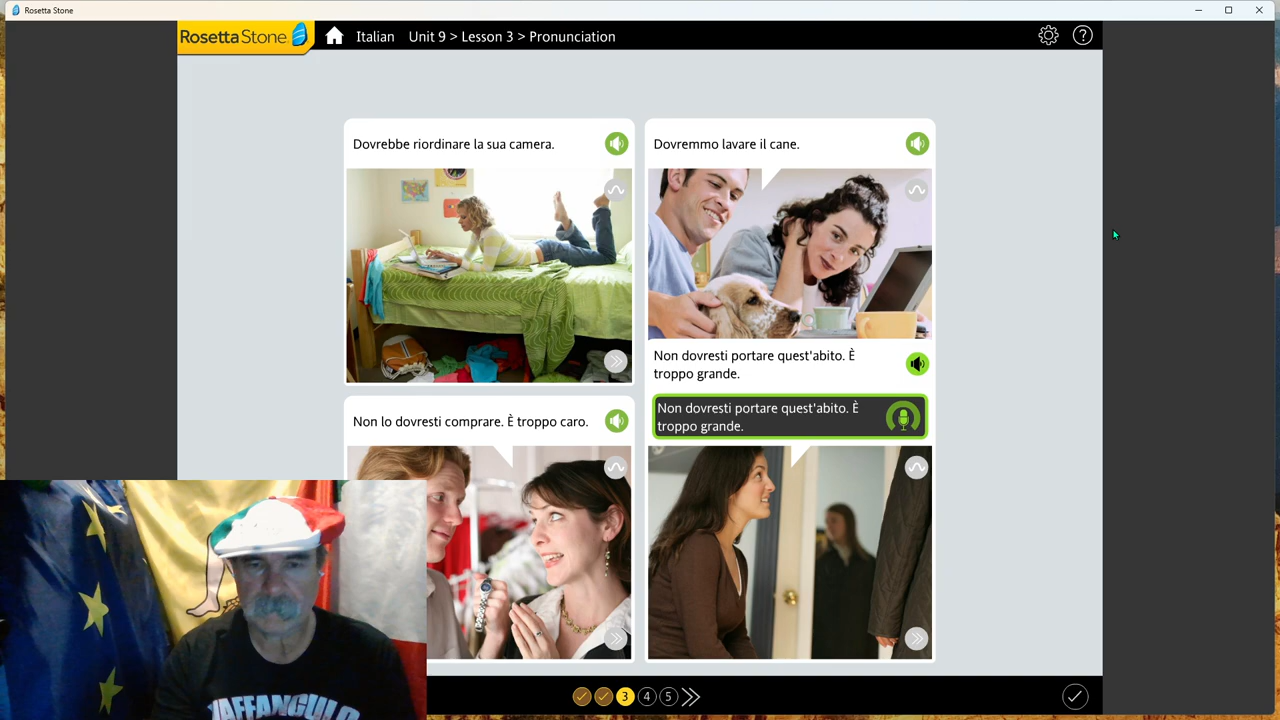 Rosetta Stone
RosettaStone
Italian
Unit 9 > Lesson 3 > Pronunciation
Dovrebbe riordinare la sua camera.
Dovremmo lavare il cane.
Non dovresti portare quest'abito. È
troppo grande.
Non dovresti portare quest'abito. È
troppo grande.
Non lo dovresti comprare. È troppo caro.
VAFFANCULO
3 4 5